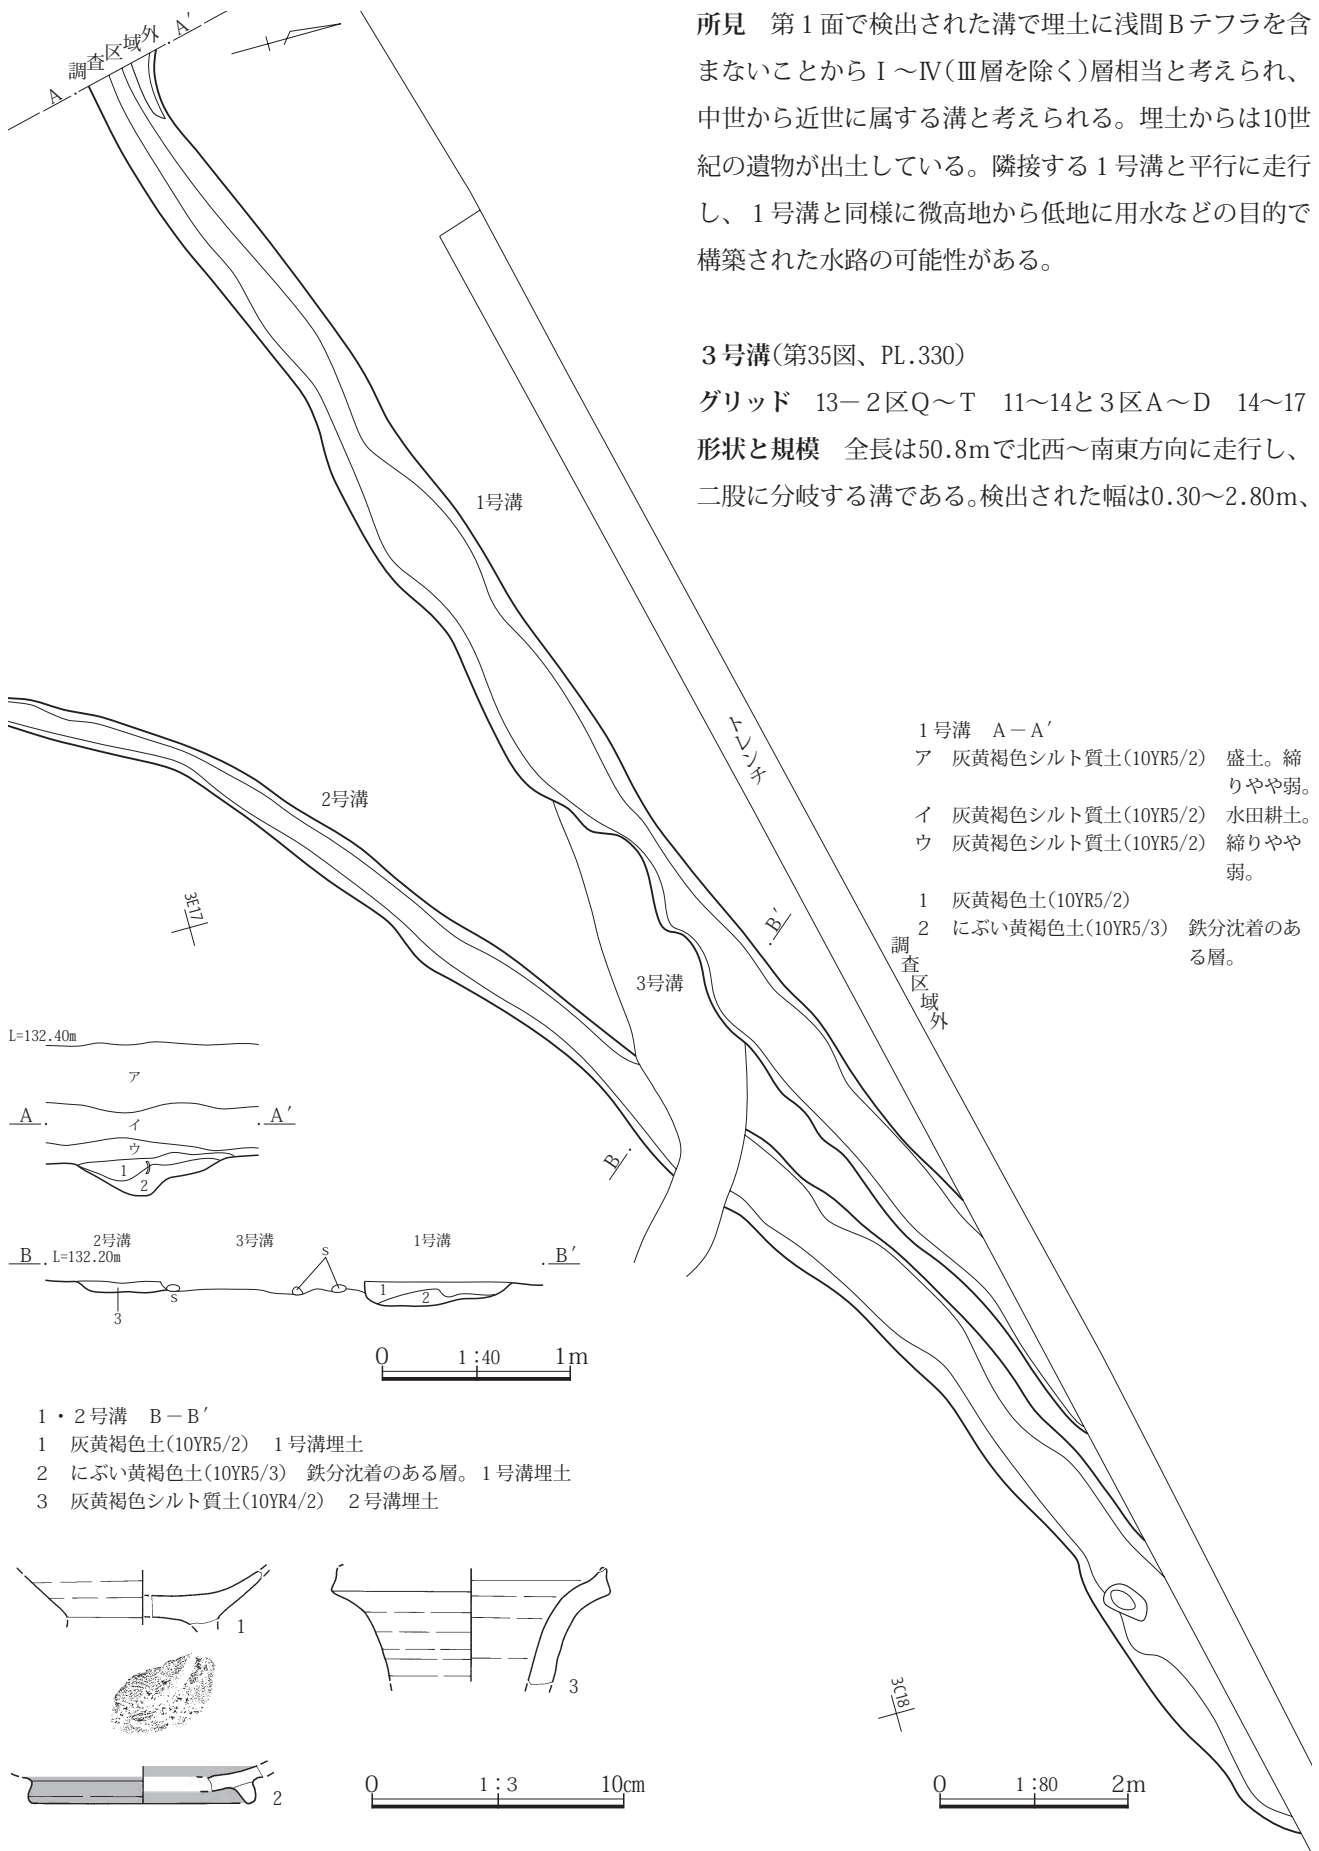 所見　第１面で検出された溝で埋土に浅間Ｂテフラを含
まないことからⅠ～Ⅳ(Ⅲ層を除く)層相当と考えられ、
中世から近世に属する溝と考えられる。埋土からは10世
紀の遺物が出土している。隣接する１号溝と平行に走行
し、１号溝と同様に微高地から低地に用水などの目的で
構築された水路の可能性がある。
３号溝(第35図、PL.330)
グリッド　13－２区Ｑ～Ｔ　11～14と３区Ａ～Ｄ　14～17
形状と規模　全長は50.8ｍで北西～南東方向に走行し、
二股に分岐する溝である。検出された幅は0.30～2.80ｍ、
A
調査区域外
A′
1号溝
2号溝
3号溝
トレンチ
調査区域外
B
B′
3E17
3C18
１号溝　Ａ－Ａ′
ア　灰黄褐色シルト質土(10YR5/2)　盛土。締
りやや弱。
イ　灰黄褐色シルト質土(10YR5/2)　水田耕土。
ウ　灰黄褐色シルト質土(10YR5/2)　締りやや
弱。
1　灰黄褐色土(10YR5/2)
2　にぶい黄褐色土(10YR5/3)　鉄分沈着のあ
る層。
L=132.40m
ア
A
A′
イ
ウ
1
2
2号溝
3号溝
1号溝
B
L=132.20m
S
B′
1
2
S
3
0
1:40
1m
１・２号溝　Ｂ－Ｂ′
1　灰黄褐色土(10YR5/2)　１号溝埋土
2　にぶい黄褐色土(10YR5/3)　鉄分沈着のある層。１号溝埋土
3　灰黄褐色シルト質土(10YR4/2)　２号溝埋土
1
3
2
0
1:3
10cm
0
1:80
2m